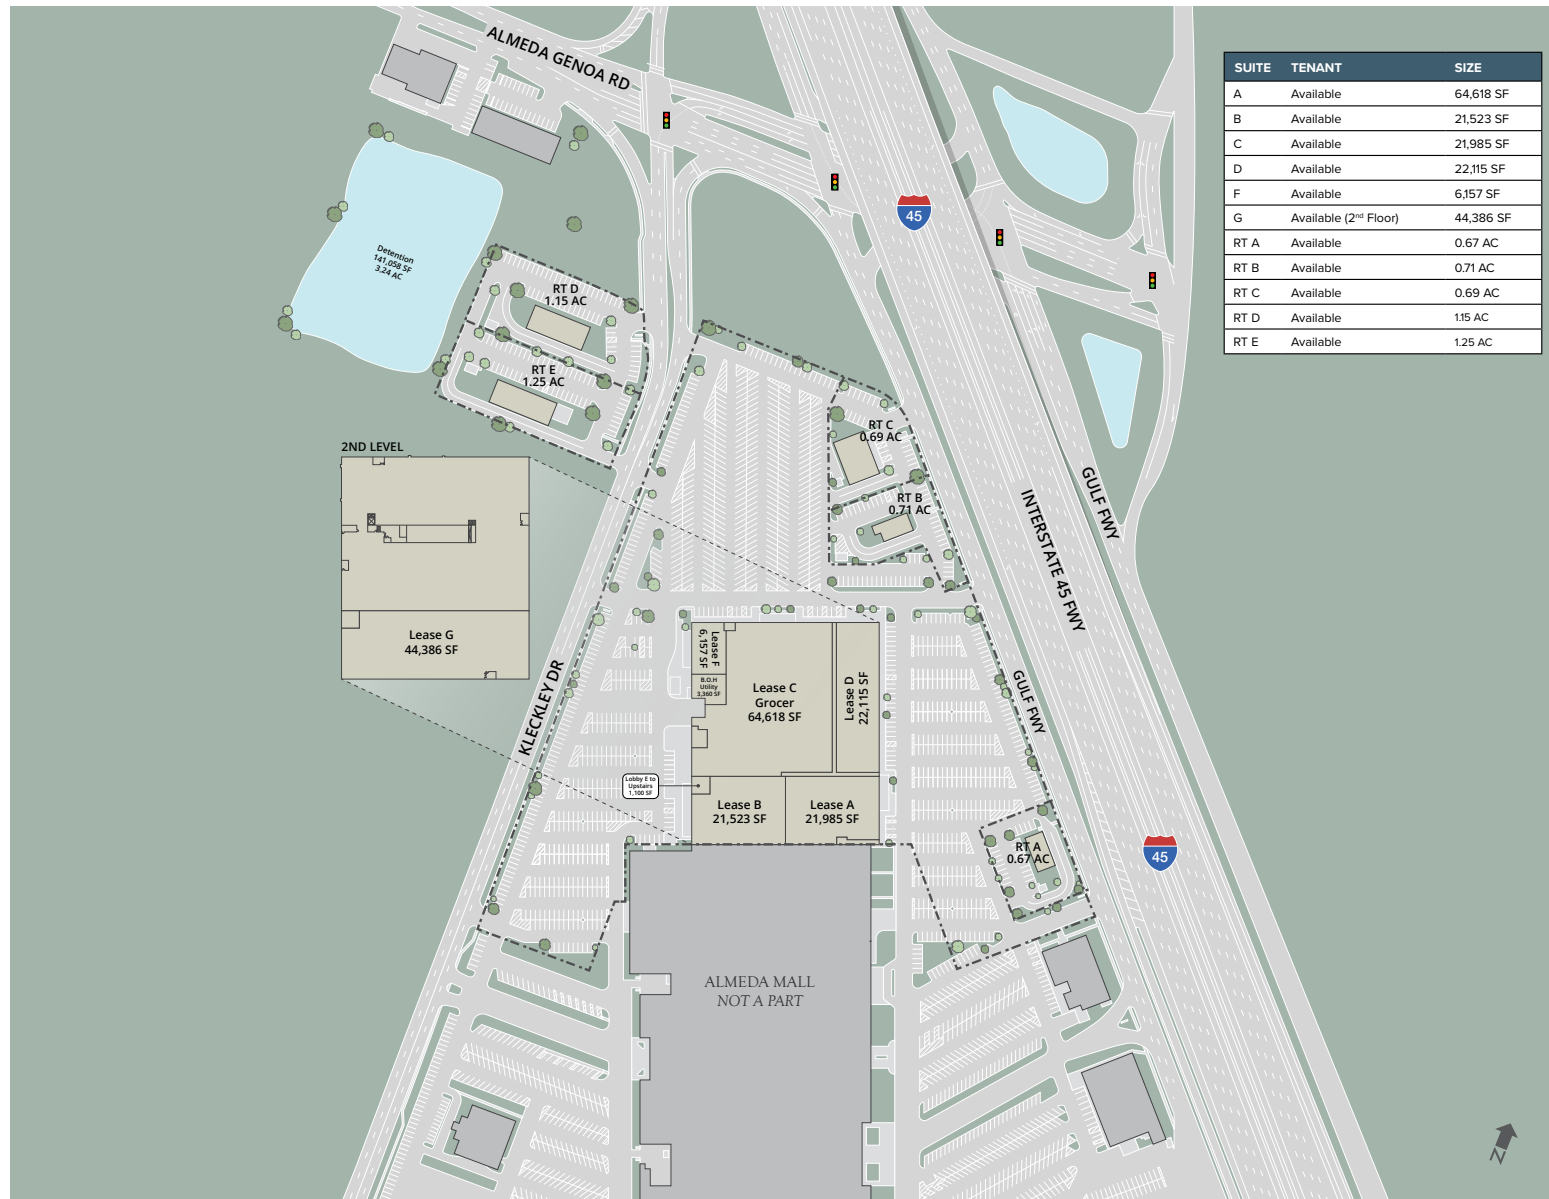 ALMEDA GENOA RD
SUITE TENANT SIZE
A Available 64,618 SF
B Available 21,523 SF
C Available 21,985 SF
D Available 22,115 SF
F Available 6,157 SF
G Available (2nd Floor) 44,386 SF
RT A Available 0.67 AC
RT B Available 0.71 AC
RT C Available 0.69 AC
RT D Available 1.15 AC
RT E Available 1.25 AC
45
Detention
141,058 SF
3.24 AC
RT D
1.15 AC
RT E
1.25 AC
RT C
0.69 AC
RT B
0.71 AC
GULF FWY
INTERSTATE 45 FWY
2ND LEVEL
Lease G
44,386 SF
KLECKLEY DR
Lease F
6,157 SF
B.O.H
Utility
3,360 SF
Lease C
Grocer
64,618 SF
Lease D
22,115 SF
GULF FWY
Lobby E to
Upstairs
1,100 SF
Lease B
21,523 SF
Lease A
21,985 SF
RT A
0.67 AC
45
ALMEDA MALL
NOT A PART
N